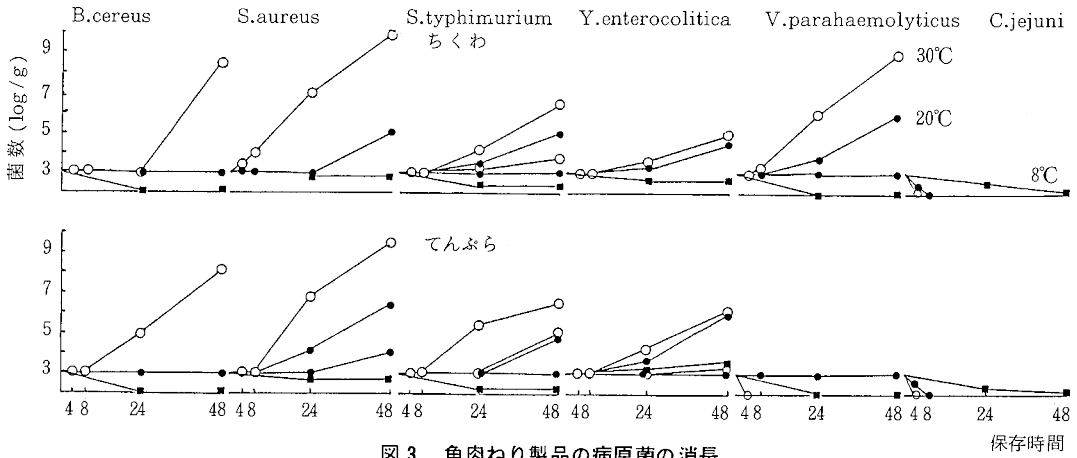 B.cereus S.aureus S.typhimurium Y.enterocolitica V.parahaemolyticus C.jejuni
ちくわ
菌数(log/g)
9
7
5
3
30℃
20℃
8℃
てんぷら
9
7
5
3
4 8 24 48 4 8 24 48 4 8 24 48 4 8 24 48 4 8 24 48 4 8 24 48
保存時間
図3 魚肉ねり製品の病原菌の消長